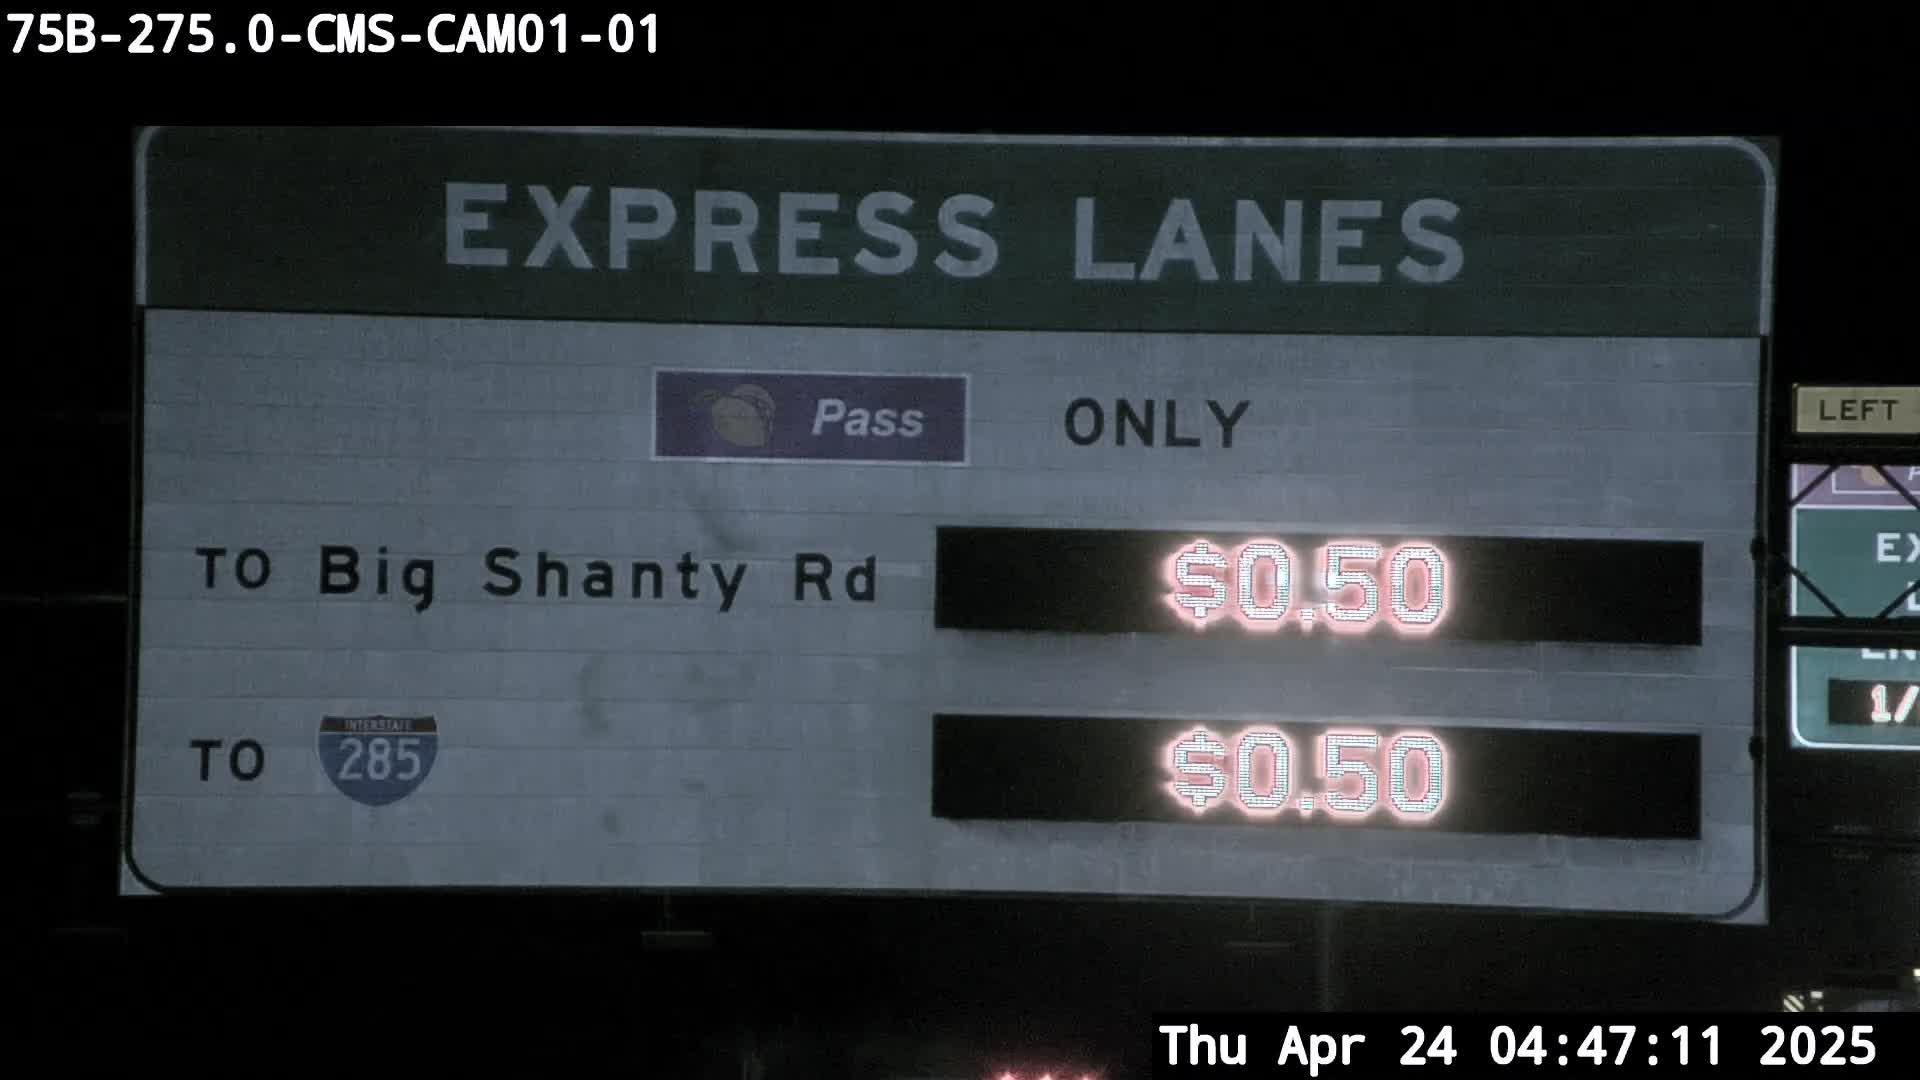 75B-275.0-CMS-CAM01-01
EXPRESS LANES
Pass ONLY
LEFT
TO Big Shanty Rd $0.50
TO INTERSTATE 285 $0.50
1/
Thu Apr 24 04:47:11 2025